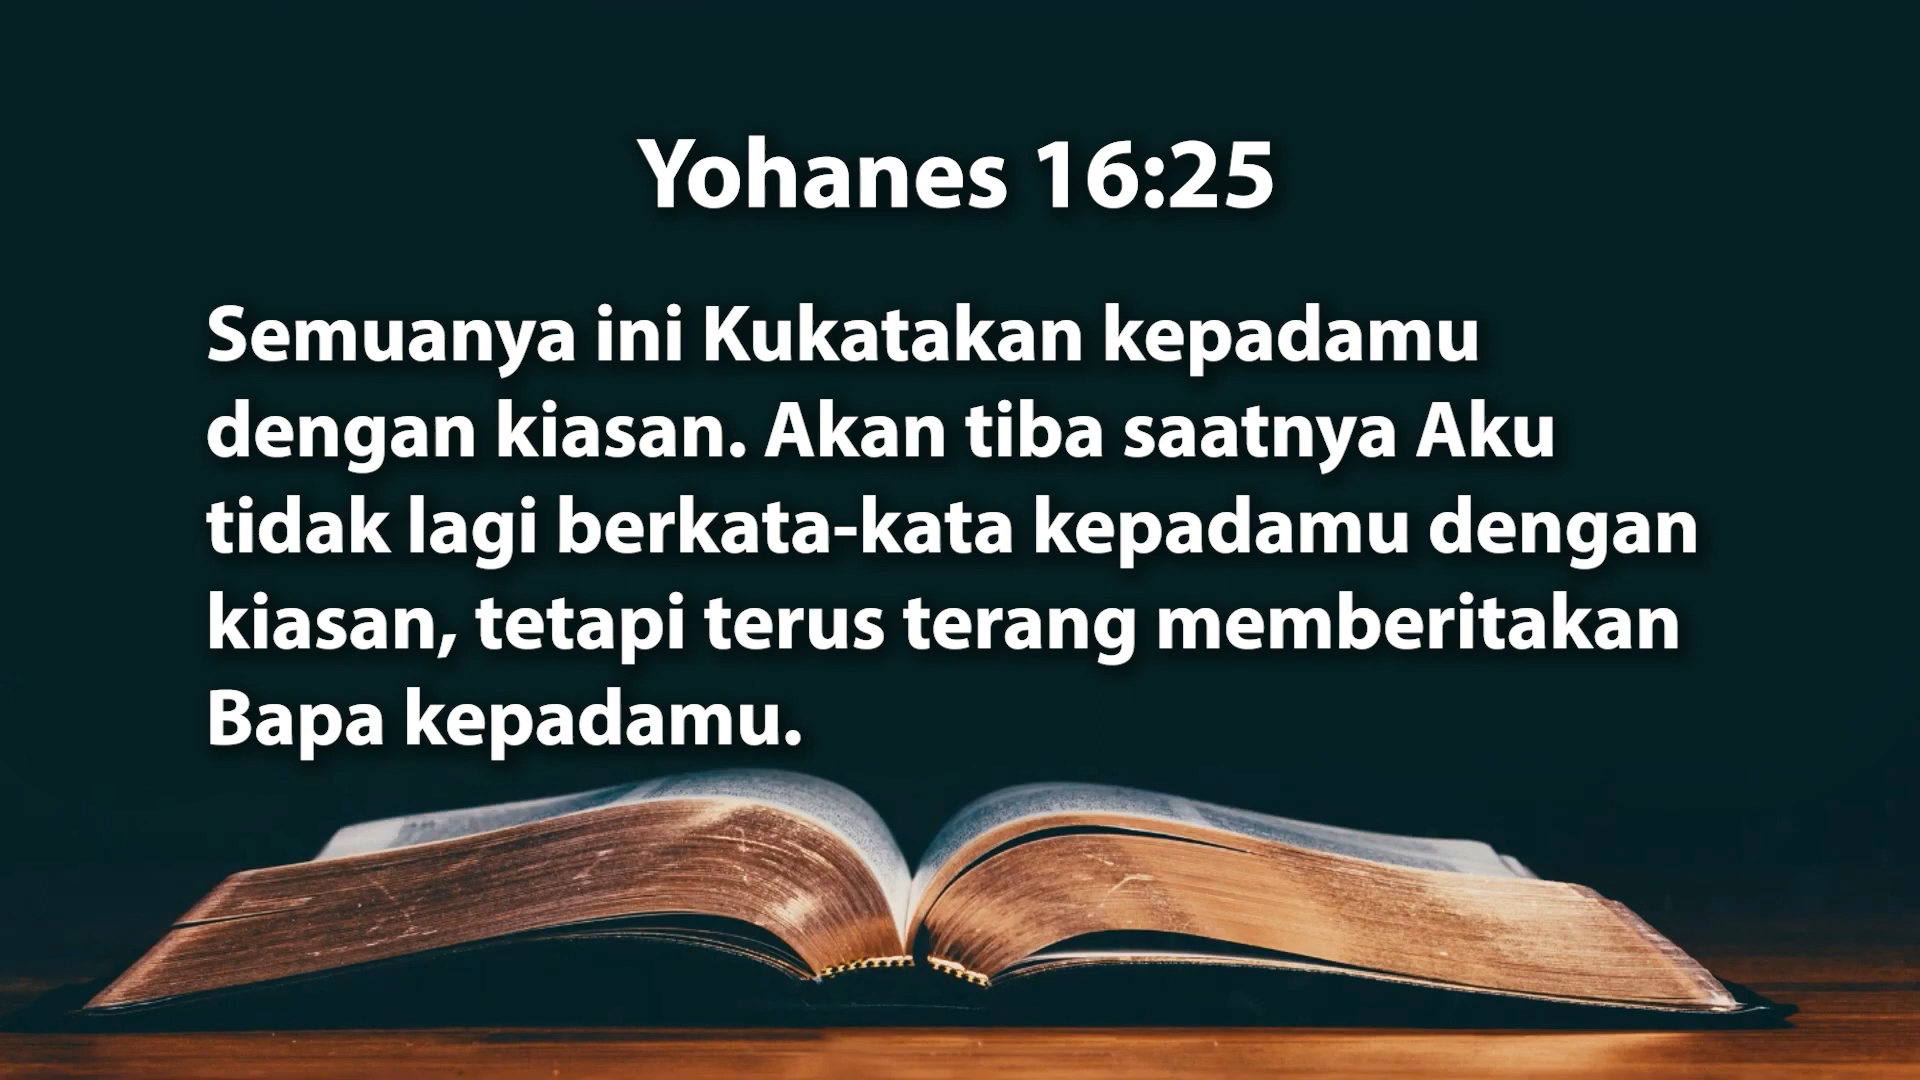 Yohanes 16:25
Semuanya ini Kukatakan kepadamu
dengan kiasan. Akan tiba saatnya Aku
tidak lagi berkata-kata kepadamu dengan
kiasan, tetapi terus terang memberitakan
Bapa kepadamu.